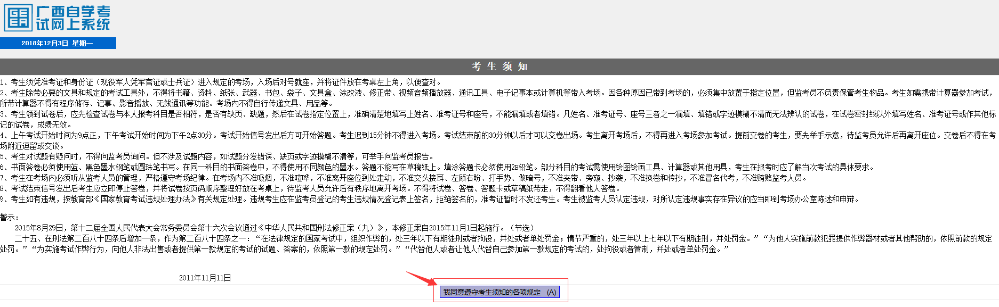 广西自学考
试网上系统
2018年12月3日 星期一
考 生 须 知
1、考生须凭准考证和身份证（现役军人凭军官证或士兵证）进入规定的考场，入场后对号就座，并将证件放在考桌左上角，以便查对。
2、考生除带必要的文具和规定的考试工具外，不得将书籍、资料、纸张、武器、书包、袋子、文具盒、涂改液、修正带、视频音频播放器、通讯工具、电子记事本或计算机等带入考场。因各种原因已带到考场的，必须集中放置于指定位置，但监考员不负责保管考生物品。考生如需携带计算器参加考试，
所带计算器不得有程序储存、记事、影音播放、无线通讯等功能。考场内不得自行传递文具、用品等。
3、考生领到试卷后，应先检查试卷与本人报考科目是否相符，是否有缺页、缺题，然后在试卷指定位置上，准确清楚地填写上姓名、准考证号和座号，不能漏填或者填错。凡姓名、准考证号、座号三者之一漏填、填错或字迹模糊不清而无法辨认的试卷，在试卷密封线以外填写姓名、准考证号或作其他标
记的试卷，成绩无效。
4、上午考试开始时间为9点正，下午考试开始时间为下午2点30分。考试开始信号发出后方可开始答题。考生迟到15分钟不得进入考场。考试结束前的30分钟以后才可以交卷出场。考生离开考场后，不得再进入考场参加考试。提前交卷的考生，要先举手示意，待监考员允许后再离开座位。交卷后不得在考
场附近逗留或交谈。
5、考生对试题有疑问时，不得向监考员询问。但不涉及试题内容，如试题分发错误、缺页或字迹模糊不清等，可举手向监考员报告。
6、书面答卷必须使用蓝、黑色墨水钢笔或圆珠笔书写。在同一科目的书面答卷中，不得使用不同颜色的墨水。答题不能写在草稿纸上。填涂答题卡必须使用2B铅笔。部分科目的考试需使用绘图绘画工具、计算器或其他用具，考生在报考时应了解当次考试的具体要求。
7、考生在考场内必须听从监考人员的管理，严格遵守考场纪律。在考场内不准吸烟，不准喧哗，不准离开座位到处走动，不准交头接耳、左顾右盼、打手势、做暗号，不准夹带、旁窥、抄袭，不准换卷和传抄，不准冒名代考，不准贿赂监考人员。
8、考试结束信号发出后考生应立即停止答卷，并将试卷按页码顺序整理好放在考桌上，待监考人员允许后有秩序地离开考场。不得将试卷、答卷、答题卡或草稿纸带走，不得翻看他人答卷。
9、考生如有违规，按教育部《国家教育考试违规处理办法》有关规定处理。违规考生应在监考员登记的考生违规情况登记表上签名，拒绝签名的，准考证暂时不发还考生。考生被监考人员认定违规，对所认定违规事实存在异议的应当即到考场办公室陈述和申辩。
警示：
2015年8月29日，第十二届全国人民代表大会常务委员会第十六次会议通过《中华人民共和国刑法修正案（九）》，本修正案自2015年11月1日起施行。（节选）
二十五、在刑法第二百八十四条后增加一条，作为第二百八十四条之一：“在法律规定的国家考试中，组织作弊的，处三年以下有期徒刑或者拘役，并处或者单处罚金；情节严重的，处三年以上七年以下有期徒刑，并处罚金。”“为他人实施前款犯罪提供作弊器材或者其他帮助的，依照前款的规定
处罚。”“为实施考试作弊行为，向他人非法出售或者提供第一款规定的考试的试题、答案的，依照第一款的规定处罚。”“代替他人或者让他人代替自己参加第一款规定的考试的，处拘役或者管制，并处或者单处罚金。”
2011年11月11日
我同意遵守考生须知的各项规定 (A)